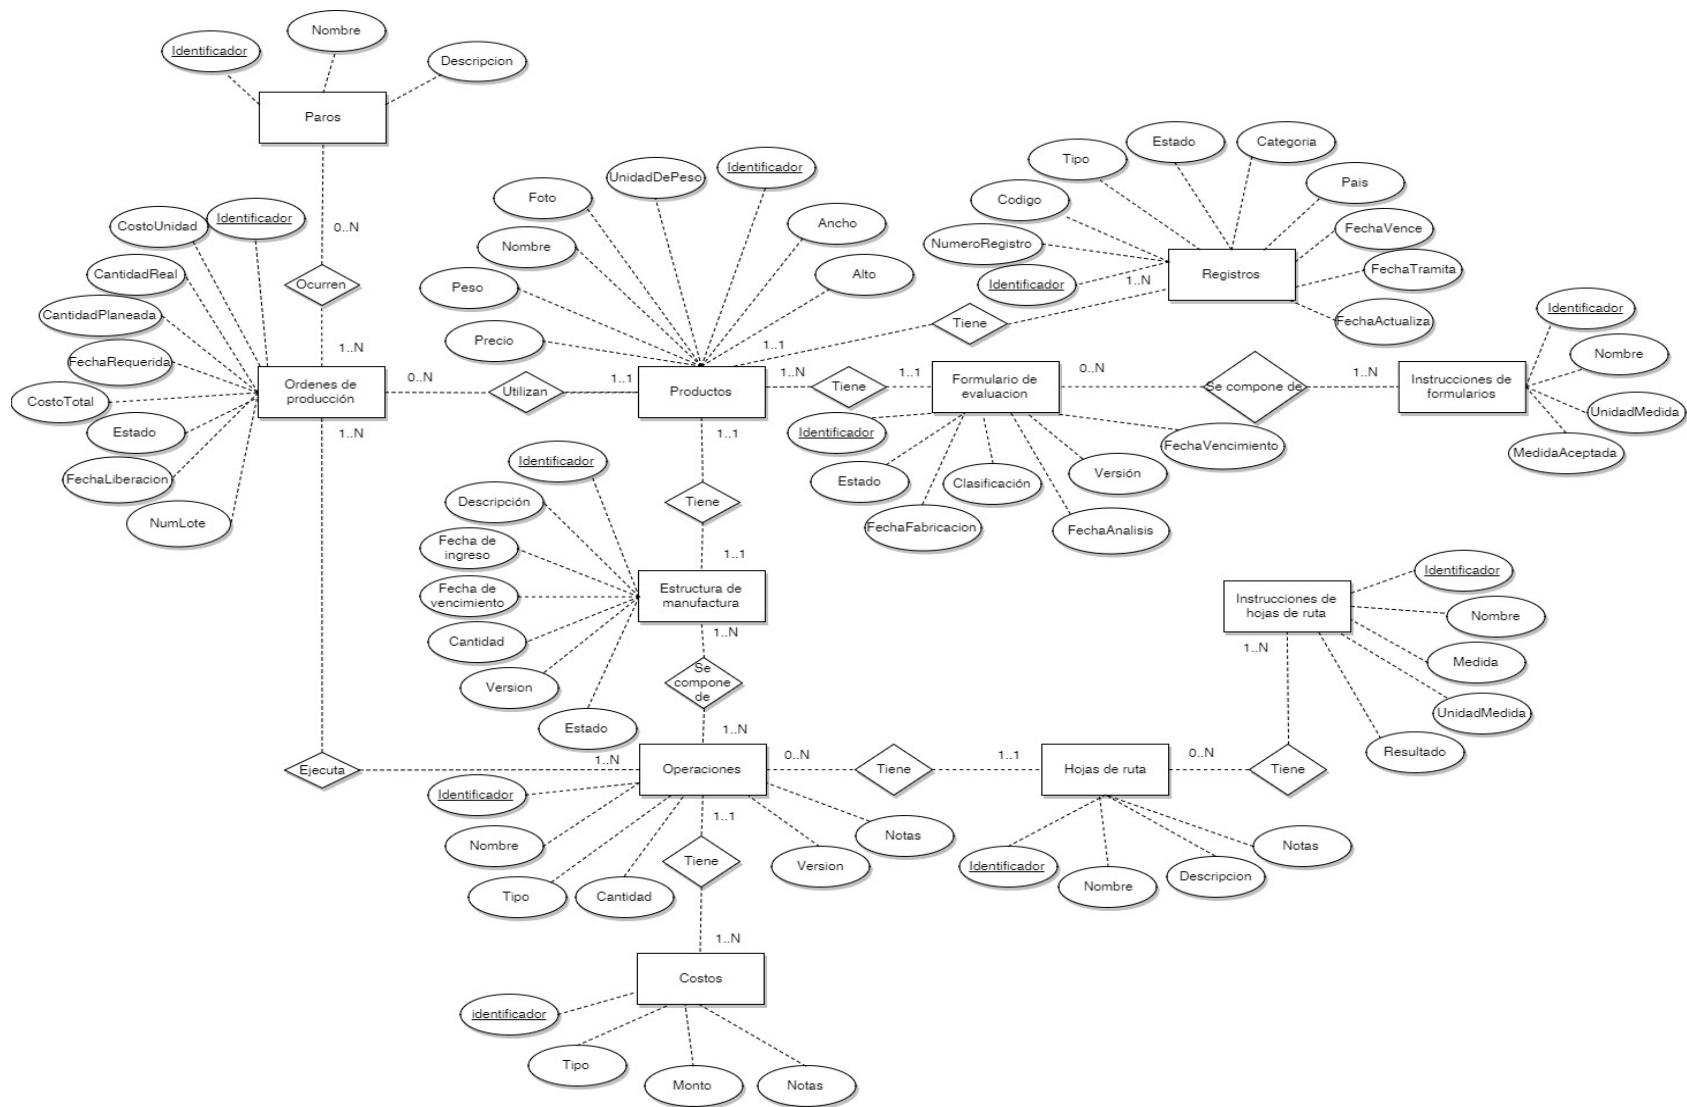 Nombre
Identificador
Descripcion
Paros
0..N
Ocurren
1..N
Identificador
CostoUnidad
CantidadReal
CantidadPlaneada
FechaRequerida
CostoTotal
Estado
FechaLiberacion
NumLote
Ordenes de
producción
0..N
Utilizan
1..1
1..N
Identificador
UnidadDePeso
Foto
Nombre
Peso
Precio
Ancho
Alto
Productos
1..1
Tiene
1..N
Categoria
Estado
Tipo
Codigo
NumeroRegistro
Identificador
Pais
FechaVence
FechaTramita
FechaActualiza
Registros
1..N
Tiene
1..1
Formulario de
evaluacion
Identificador
Estado
FechaFabricacion
Clasificación
FechaAnalisis
Versión
FechaVencimiento
0..N
Se compone de
1..N
Instrucciones de
formularios
Identificador
Nombre
UnidadMedida
MedidaAceptada
1..1
Tiene
1..1
Identificador
Descripción
Fecha de
ingreso
Fecha de
vencimiento
Cantidad
Version
Estado
Estructura de
manufactura
1..N
Se
compone
de
1..N
Ejecuta
1..N
Operaciones
Identificador
Nombre
Tipo
Cantidad
Version
Notas
0..N
Tiene
1..1
Hojas de ruta
Identificador
Nombre
Descripcion
Notas
0..N
Tiene
1..N
Instrucciones de
hojas de ruta
Identificador
Nombre
Medida
UnidadMedida
Resultado
1..1
Tiene
1..N
Costos
identificador
Tipo
Monto
Notas